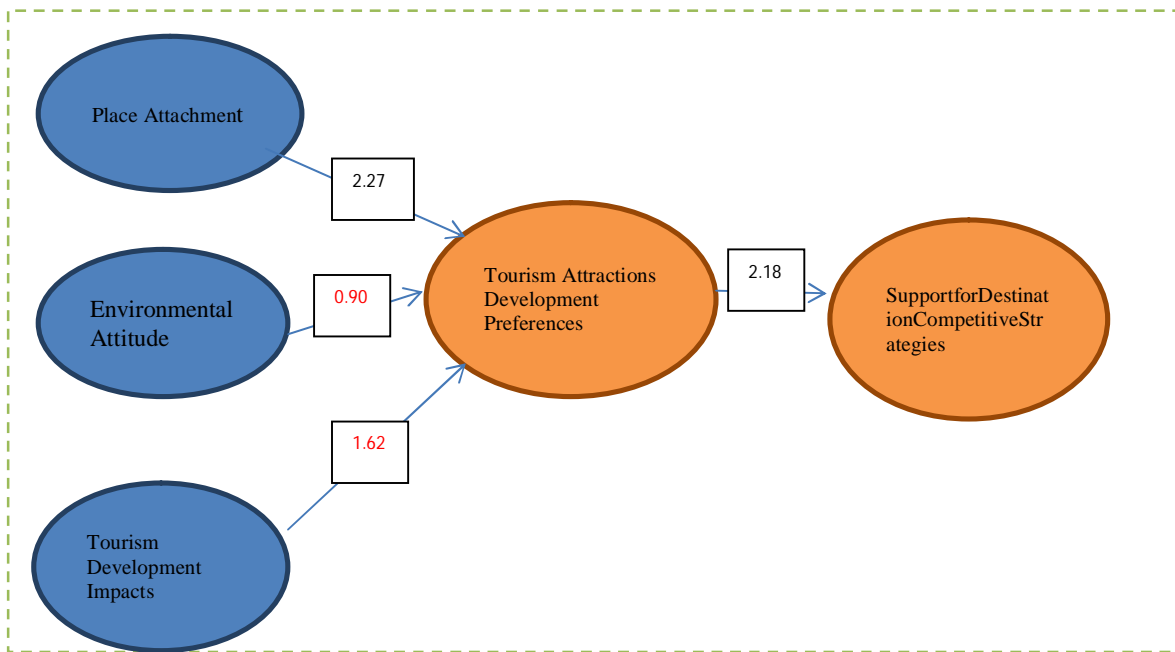 Place Attachment
2.27
Environmental
Attitude
0.90
Tourism
Development
Impacts
1.62
Tourism Attractions
Development
Preferences
2.18
SupportforDestinat
ionCompetitiveStr
ategies